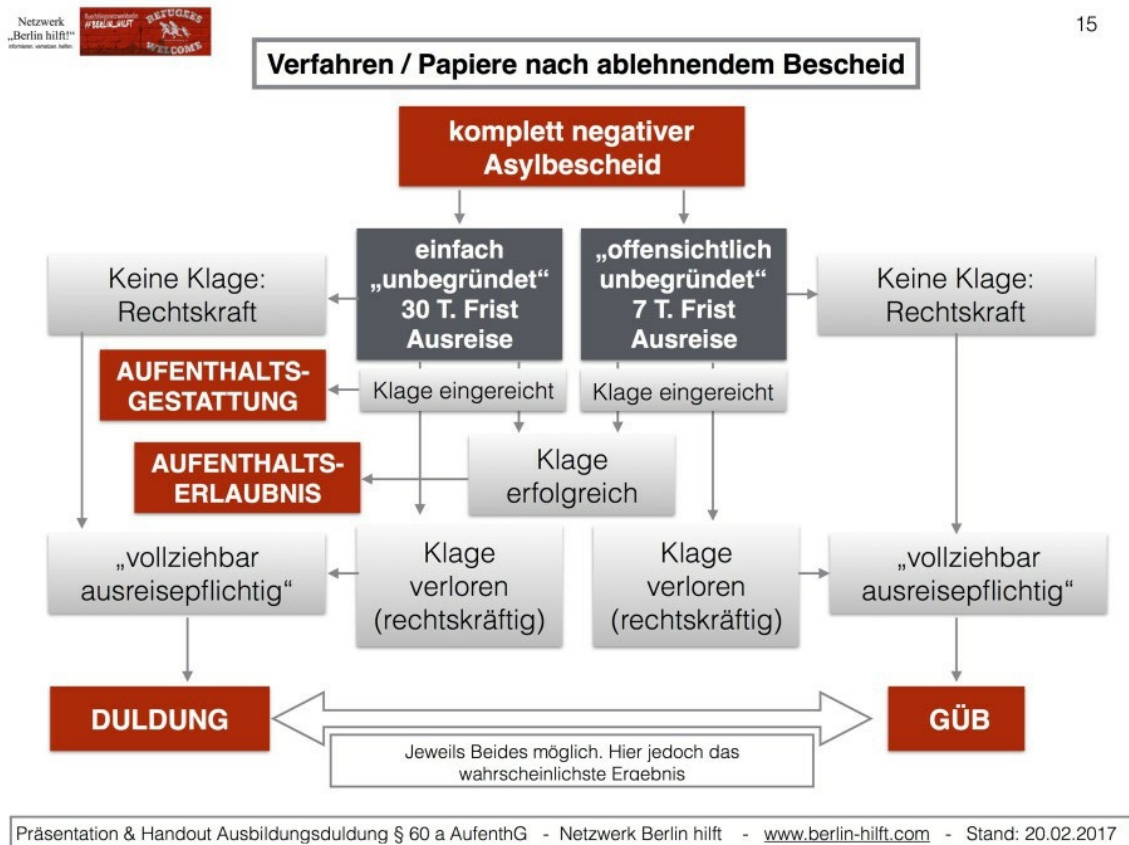 Netzwerk
„Berlin hilft!“
informieren. vernetzen. helfen.
#BERLIN_HILFT
REFUGEES
WELCOME
15
Verfahren / Papiere nach ablehnendem Bescheid
komplett negativer
Asylbescheid
einfach
„unbegründet“
30 T. Frist
Ausreise
„offensichtlich
unbegründet“
7 T. Frist
Ausreise
Keine Klage:
Rechtskraft
Keine Klage:
Rechtskraft
AUFENTHALTS-
GESTATTUNG
Klage eingereicht
Klage eingereicht
AUFENTHALTS-
ERLAUBNIS
Klage
erfolgreich
„vollziehbar
ausreisepflichtig“
Klage
verloren
(rechtskräftig)
Klage
verloren
(rechtskräftig)
„vollziehbar
ausreisepflichtig“
DULDUNG
GÜB
Jeweils Beides möglich. Hier jedoch das
wahrscheinlichste Ergebnis
Präsentation & Handout Ausbildungsduldung § 60 a AufenthG - Netzwerk Berlin hilft - www.berlin-hilft.com - Stand: 20.02.2017